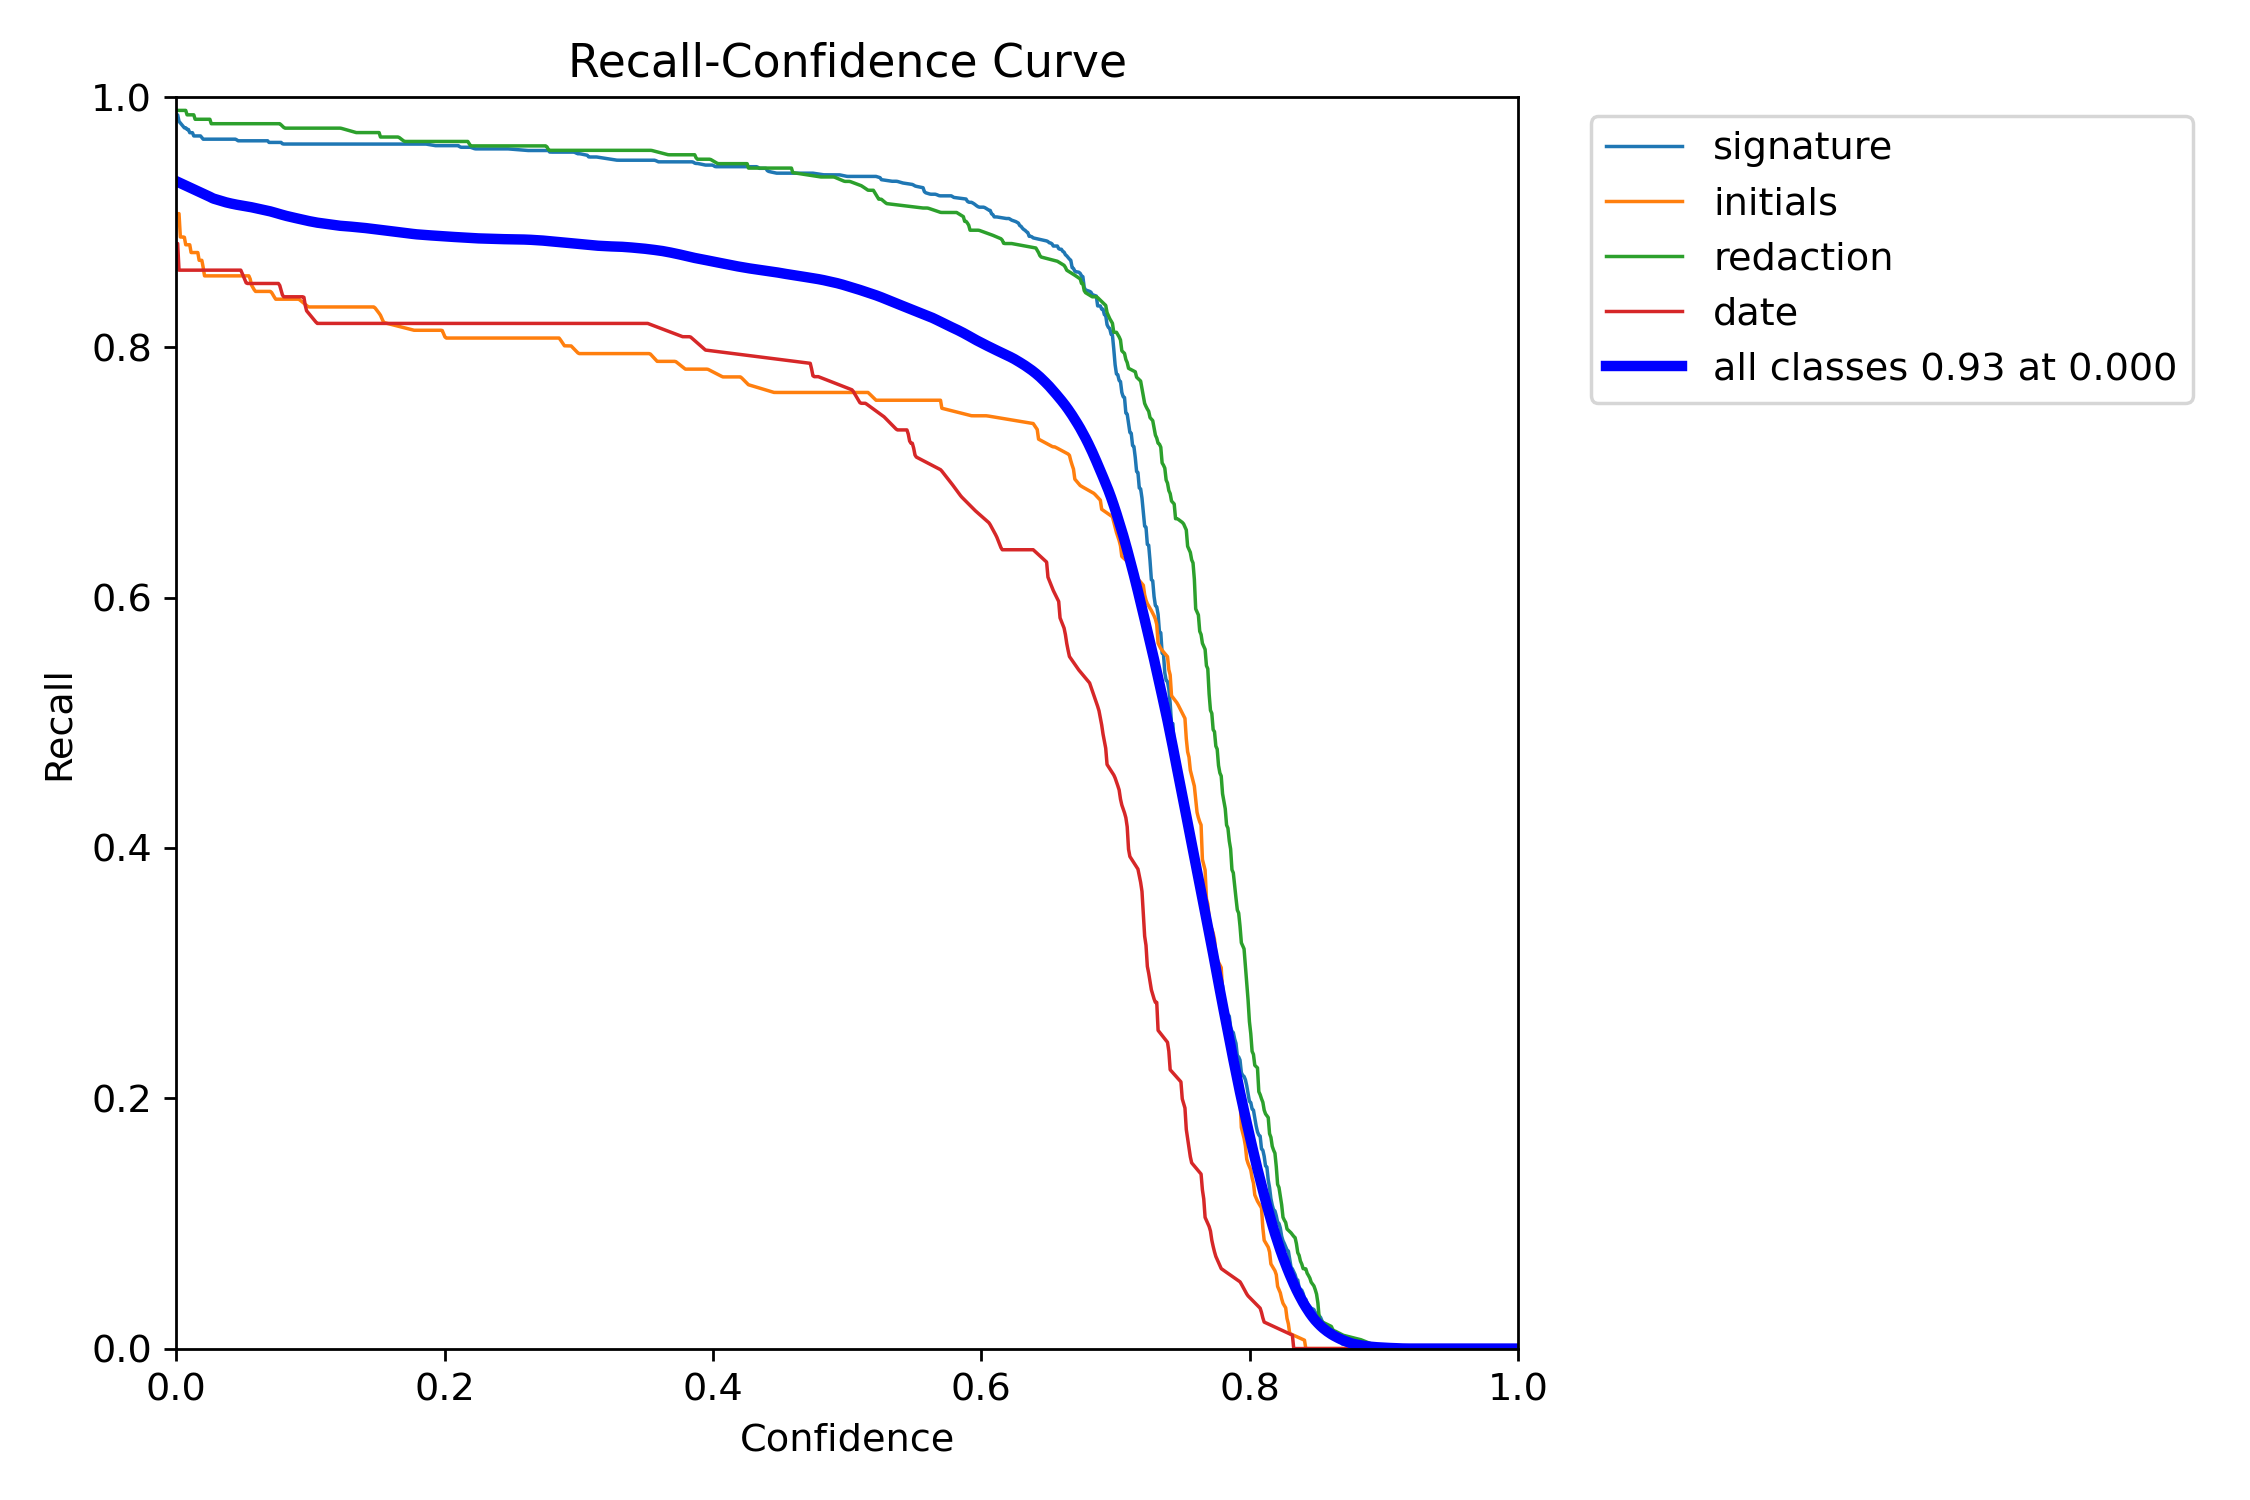 Recall-Confidence Curve
1.0
0.8
0.6
0.4
0.2
0.0
Recall
0.0 0.2 0.4 0.6 0.8 1.0
Confidence
signature
initials
redaction
date
all classes 0.93 at 0.000